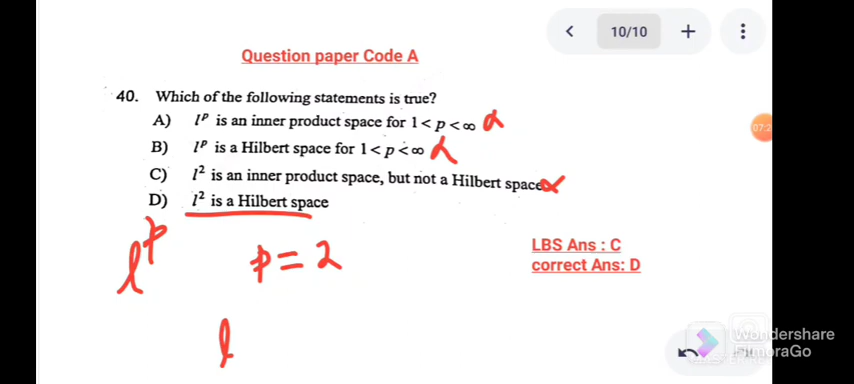 10/10
Question paper Code A
40. Which of the following statements is true?
A) l^p is an inner product space for 1 < p < ∞
B) l^p is a Hilbert space for 1 < p < ∞
C) l² is an inner product space, but not a Hilbert space
D) l² is a Hilbert space
l^p p = 2
LBS Ans : C
correct Ans: D
l
Wondershare
FilmoraGo